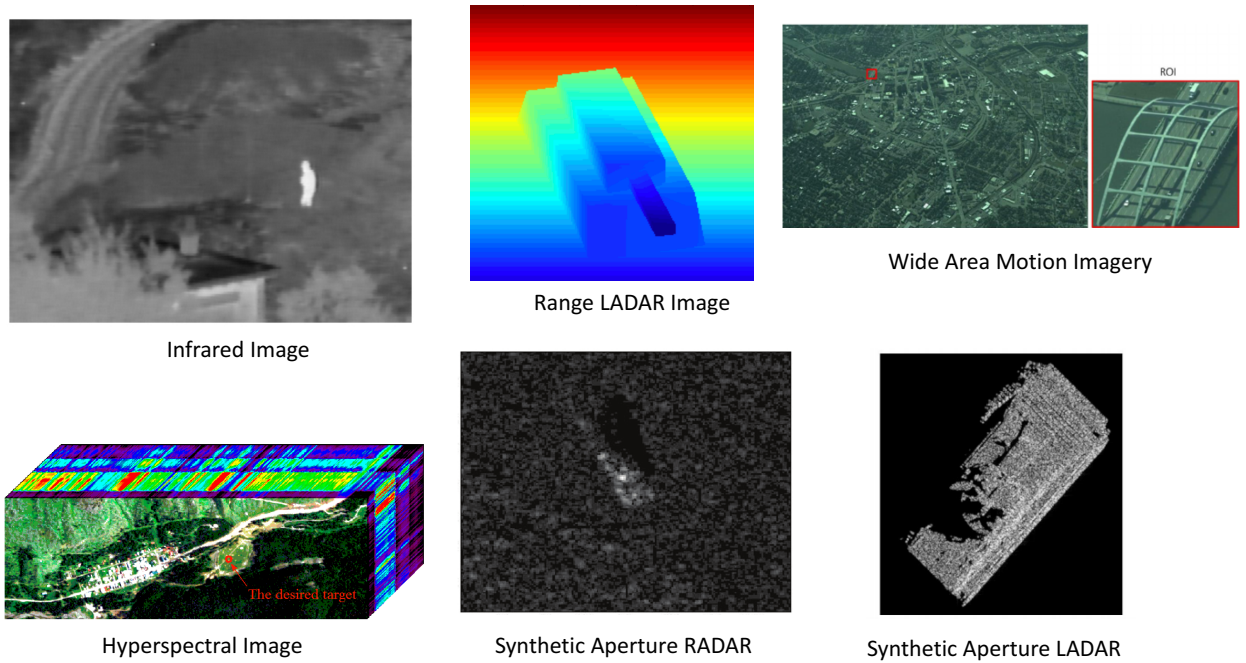 ROI
Infrared Image
Range LADAR Image
Wide Area Motion Imagery
The desired target
Hyperspectral Image
Synthetic Aperture RADAR
Synthetic Aperture LADAR